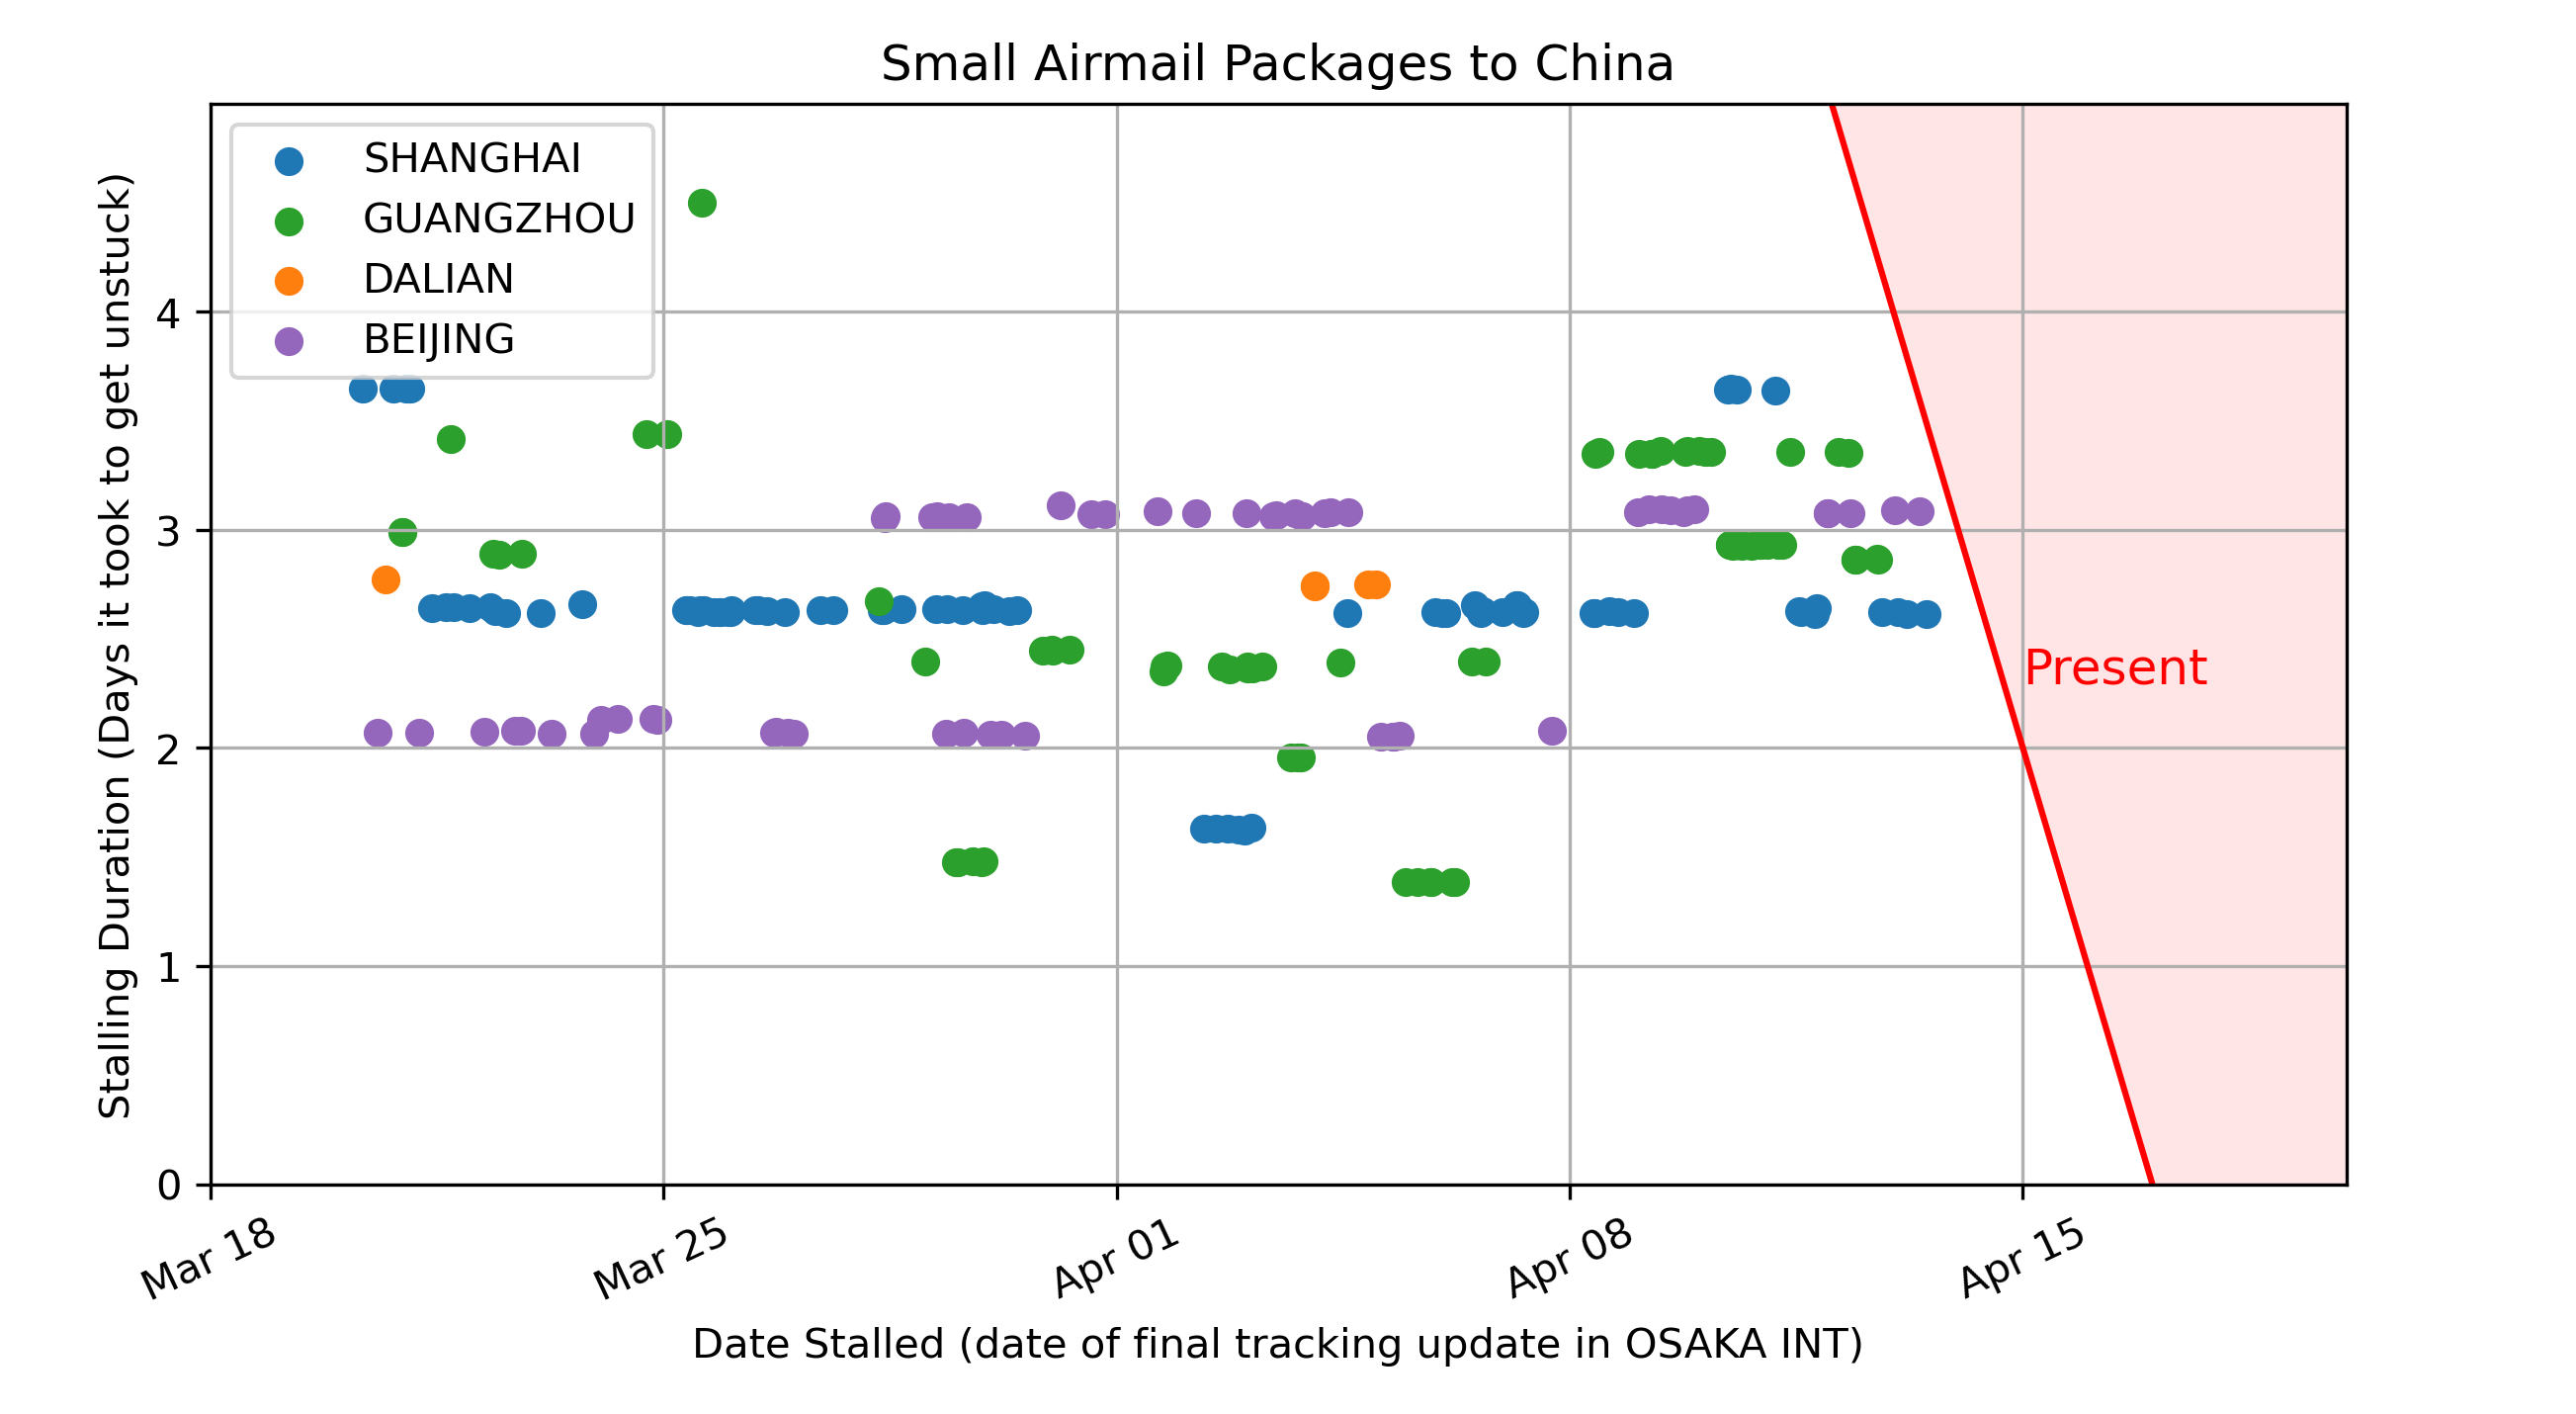 Small Airmail Packages to China
SHANGHAI
GUANGZHOU
DALIAN
BEIJING
Stalling Duration (Days it took to get unstuck)
4
3
2
1
0
Present
Mar 18
Mar 25
Apr 01
Apr 08
Apr 15
Date Stalled (date of final tracking update in OSAKA INT)